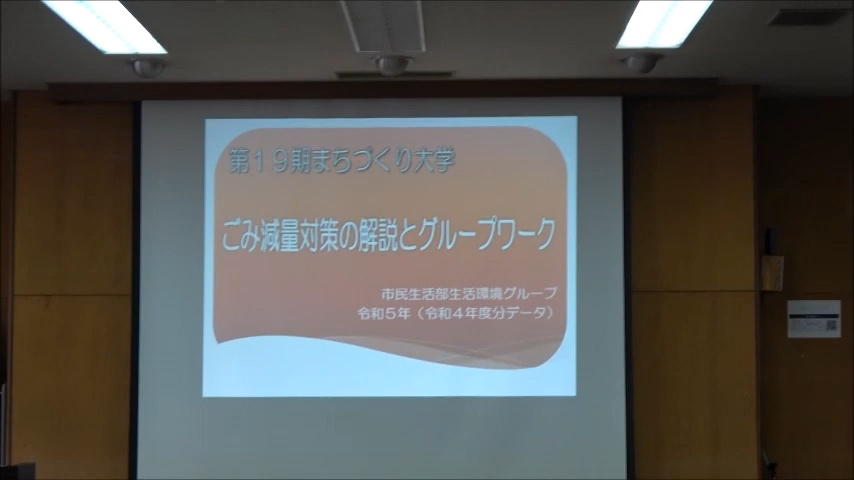 第１９期まちづくり大学
ごみ減量対策の解説とグループワーク
市民生活部生活環境グループ
令和５年（令和４年度分データ）